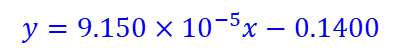 y = 9.150 × 10⁻⁵x − 0.1400